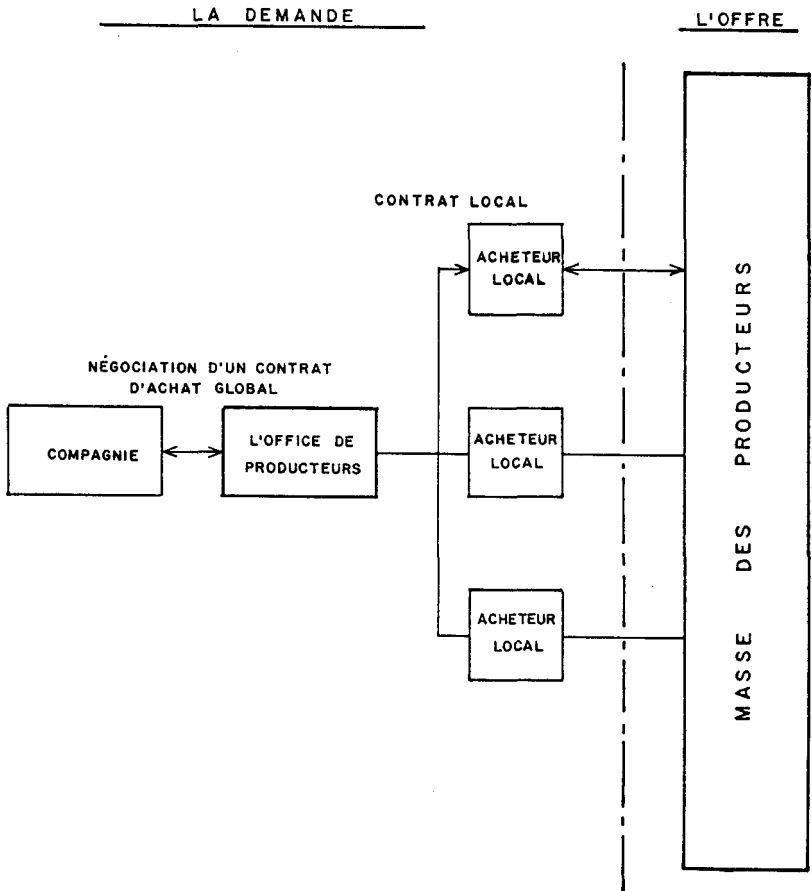 LA DEMANDE
L'OFFRE
CONTRAT LOCAL
ACHETEUR
LOCAL
NÉGOCIATION D'UN CONTRAT
D'ACHAT GLOBAL
COMPAGNIE
L'OFFICE DE
PRODUCTEURS
ACHETEUR
LOCAL
ACHETEUR
LOCAL
MASSE DES PRODUCTEURS